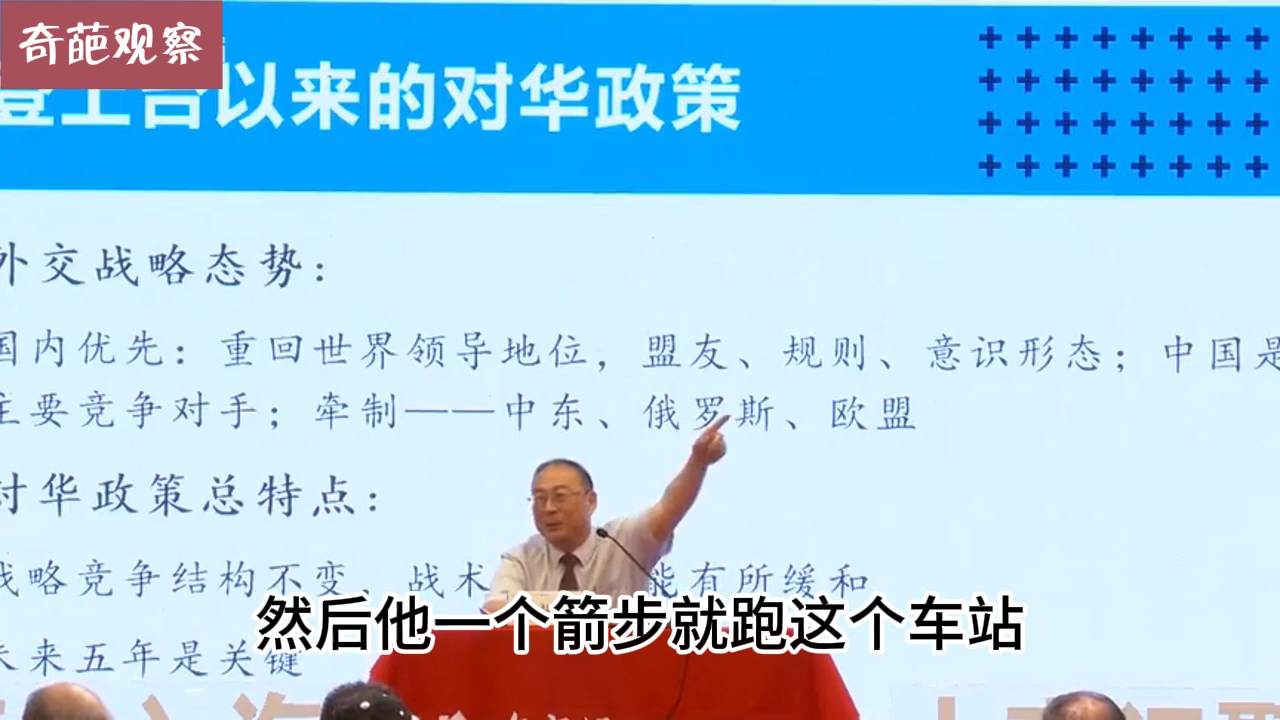 奇葩观察
登上台以来的对华政策
外交战略态势：
国内优先：重回世界领导地位，盟友、规则、意识形态；中国是
主要竞争对手；牵制——中东、俄罗斯、欧盟
对华政策总特点：
战略竞争结构不变、战术 能有所缓和
未来五年是关键
然后他一个箭步就跑这个车站